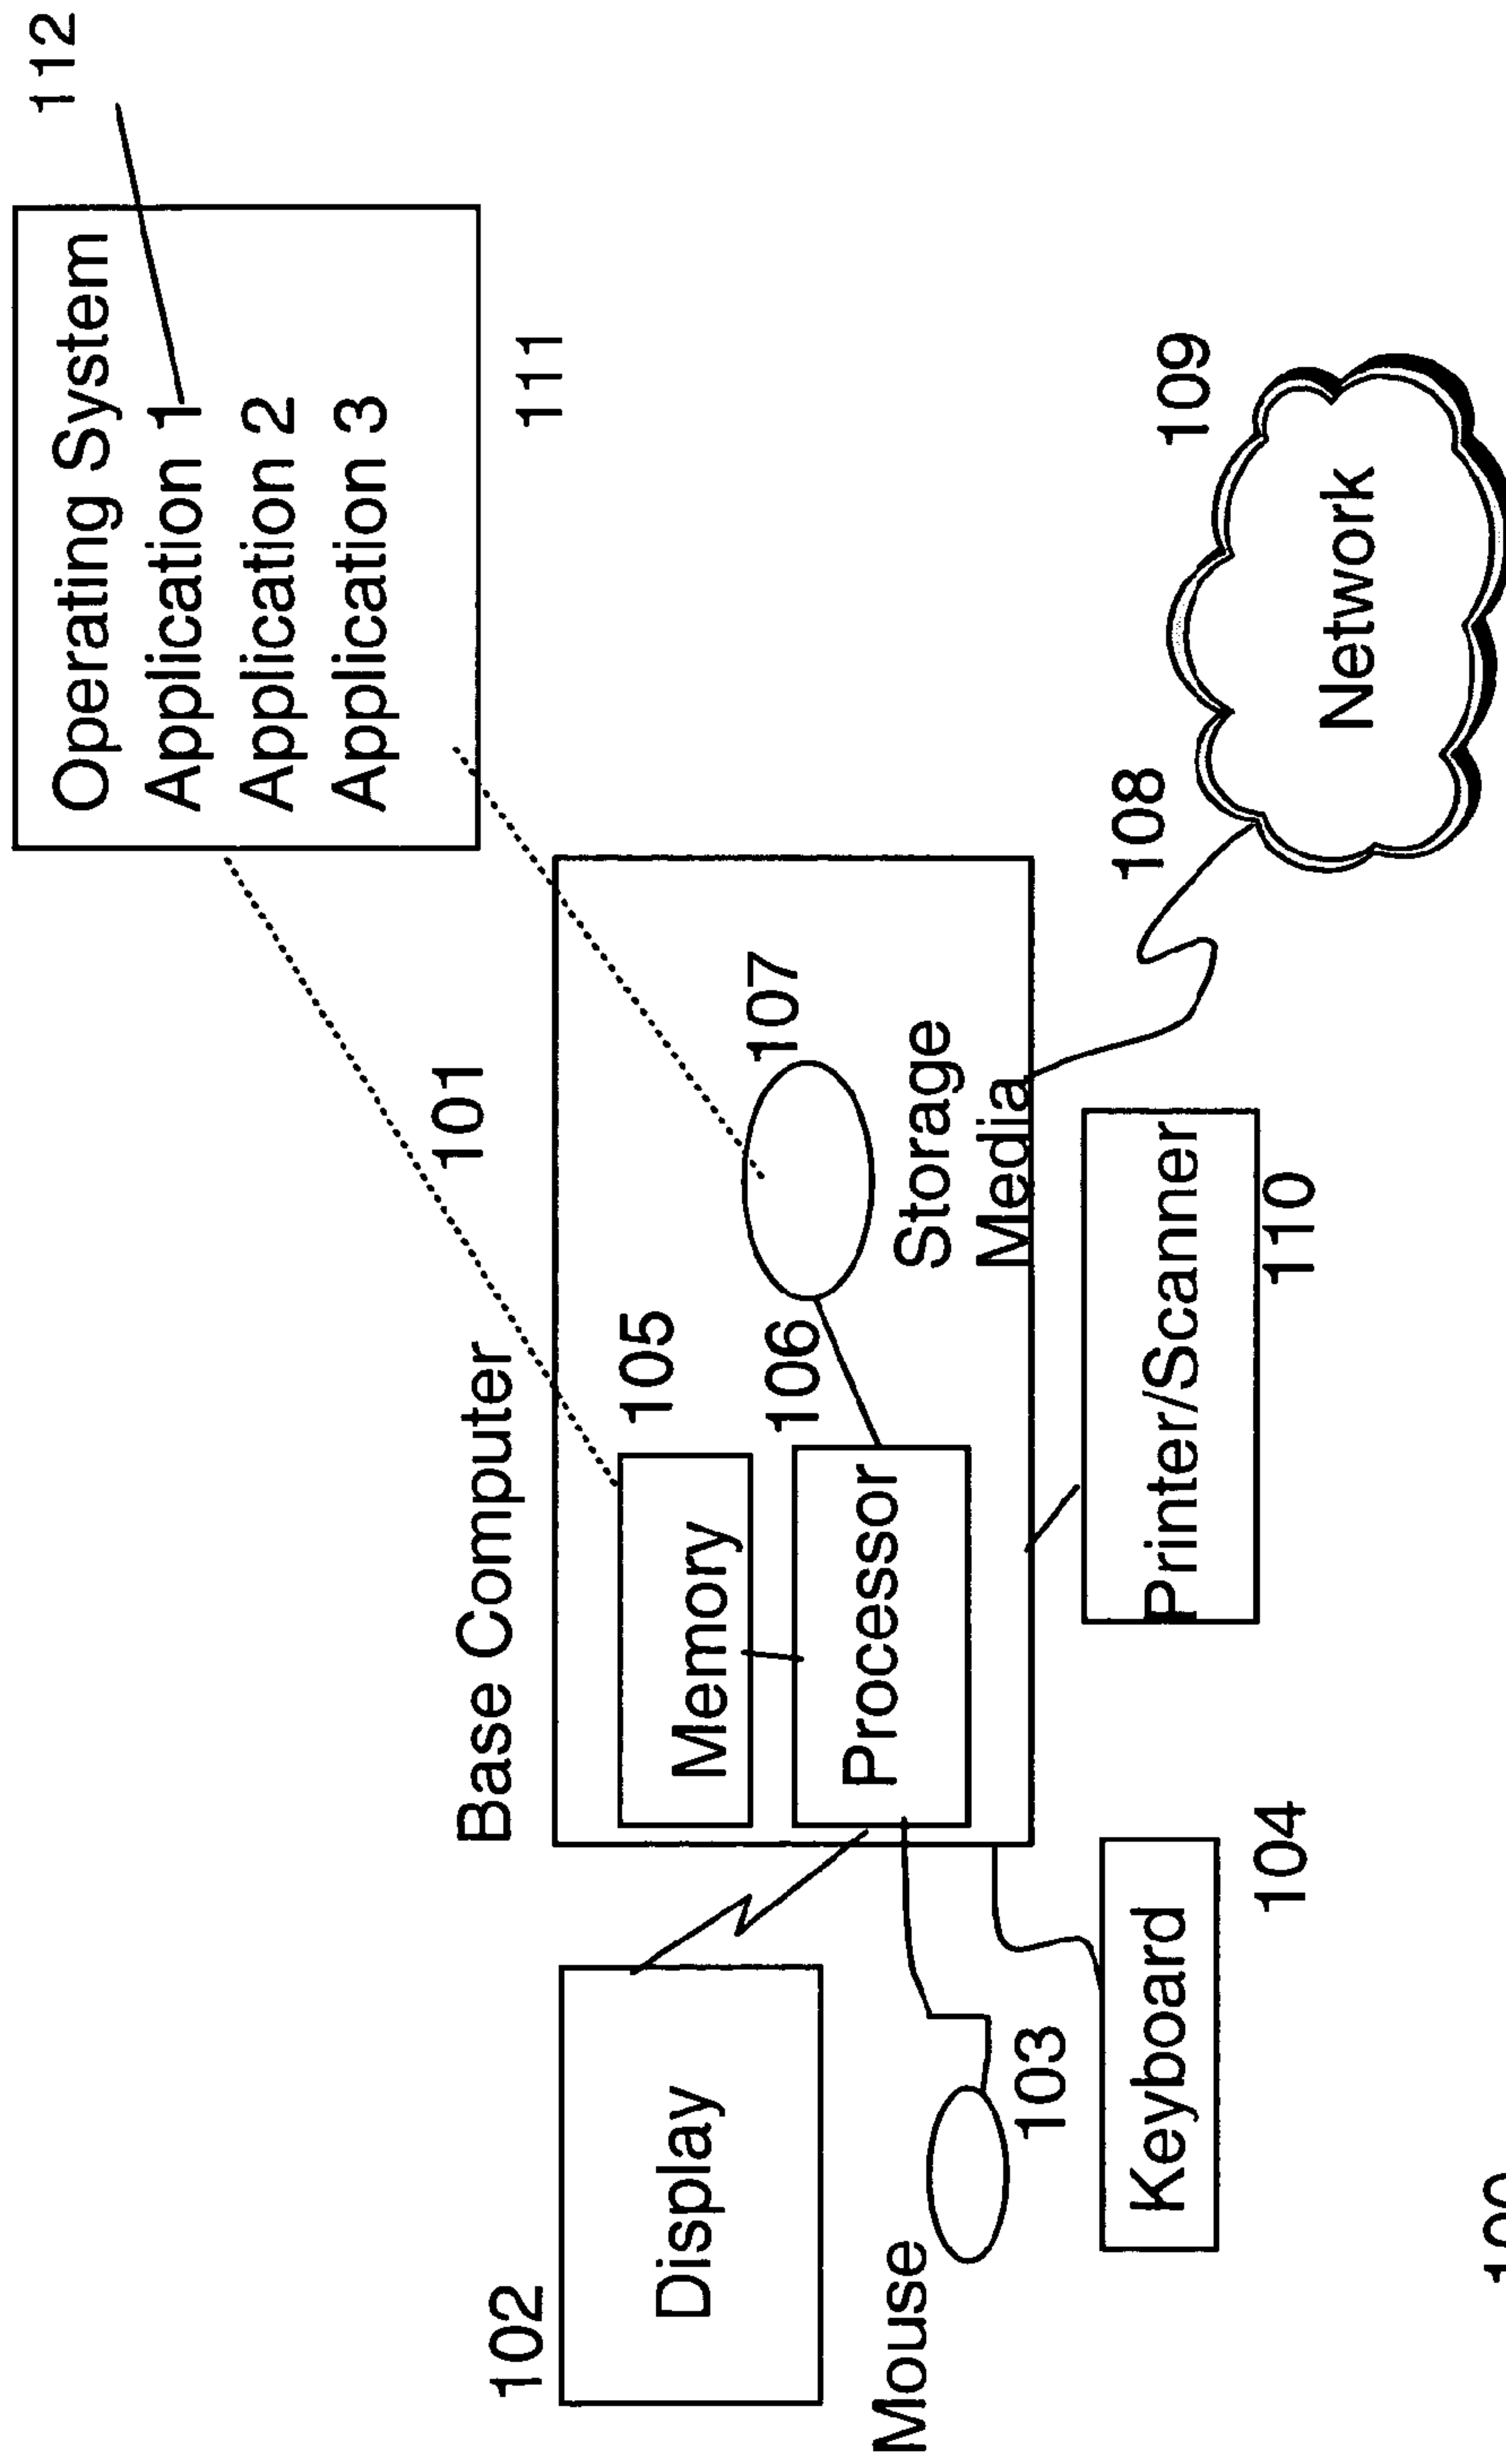 112
Operating System
Application 1
Application 2
Application 3
111
101
Base Computer
102
Display
Memory
105
Processor
106
107
Storage
Media
108
109
Network
Mouse
103
Keyboard
104
Printer/Scanner
110
100